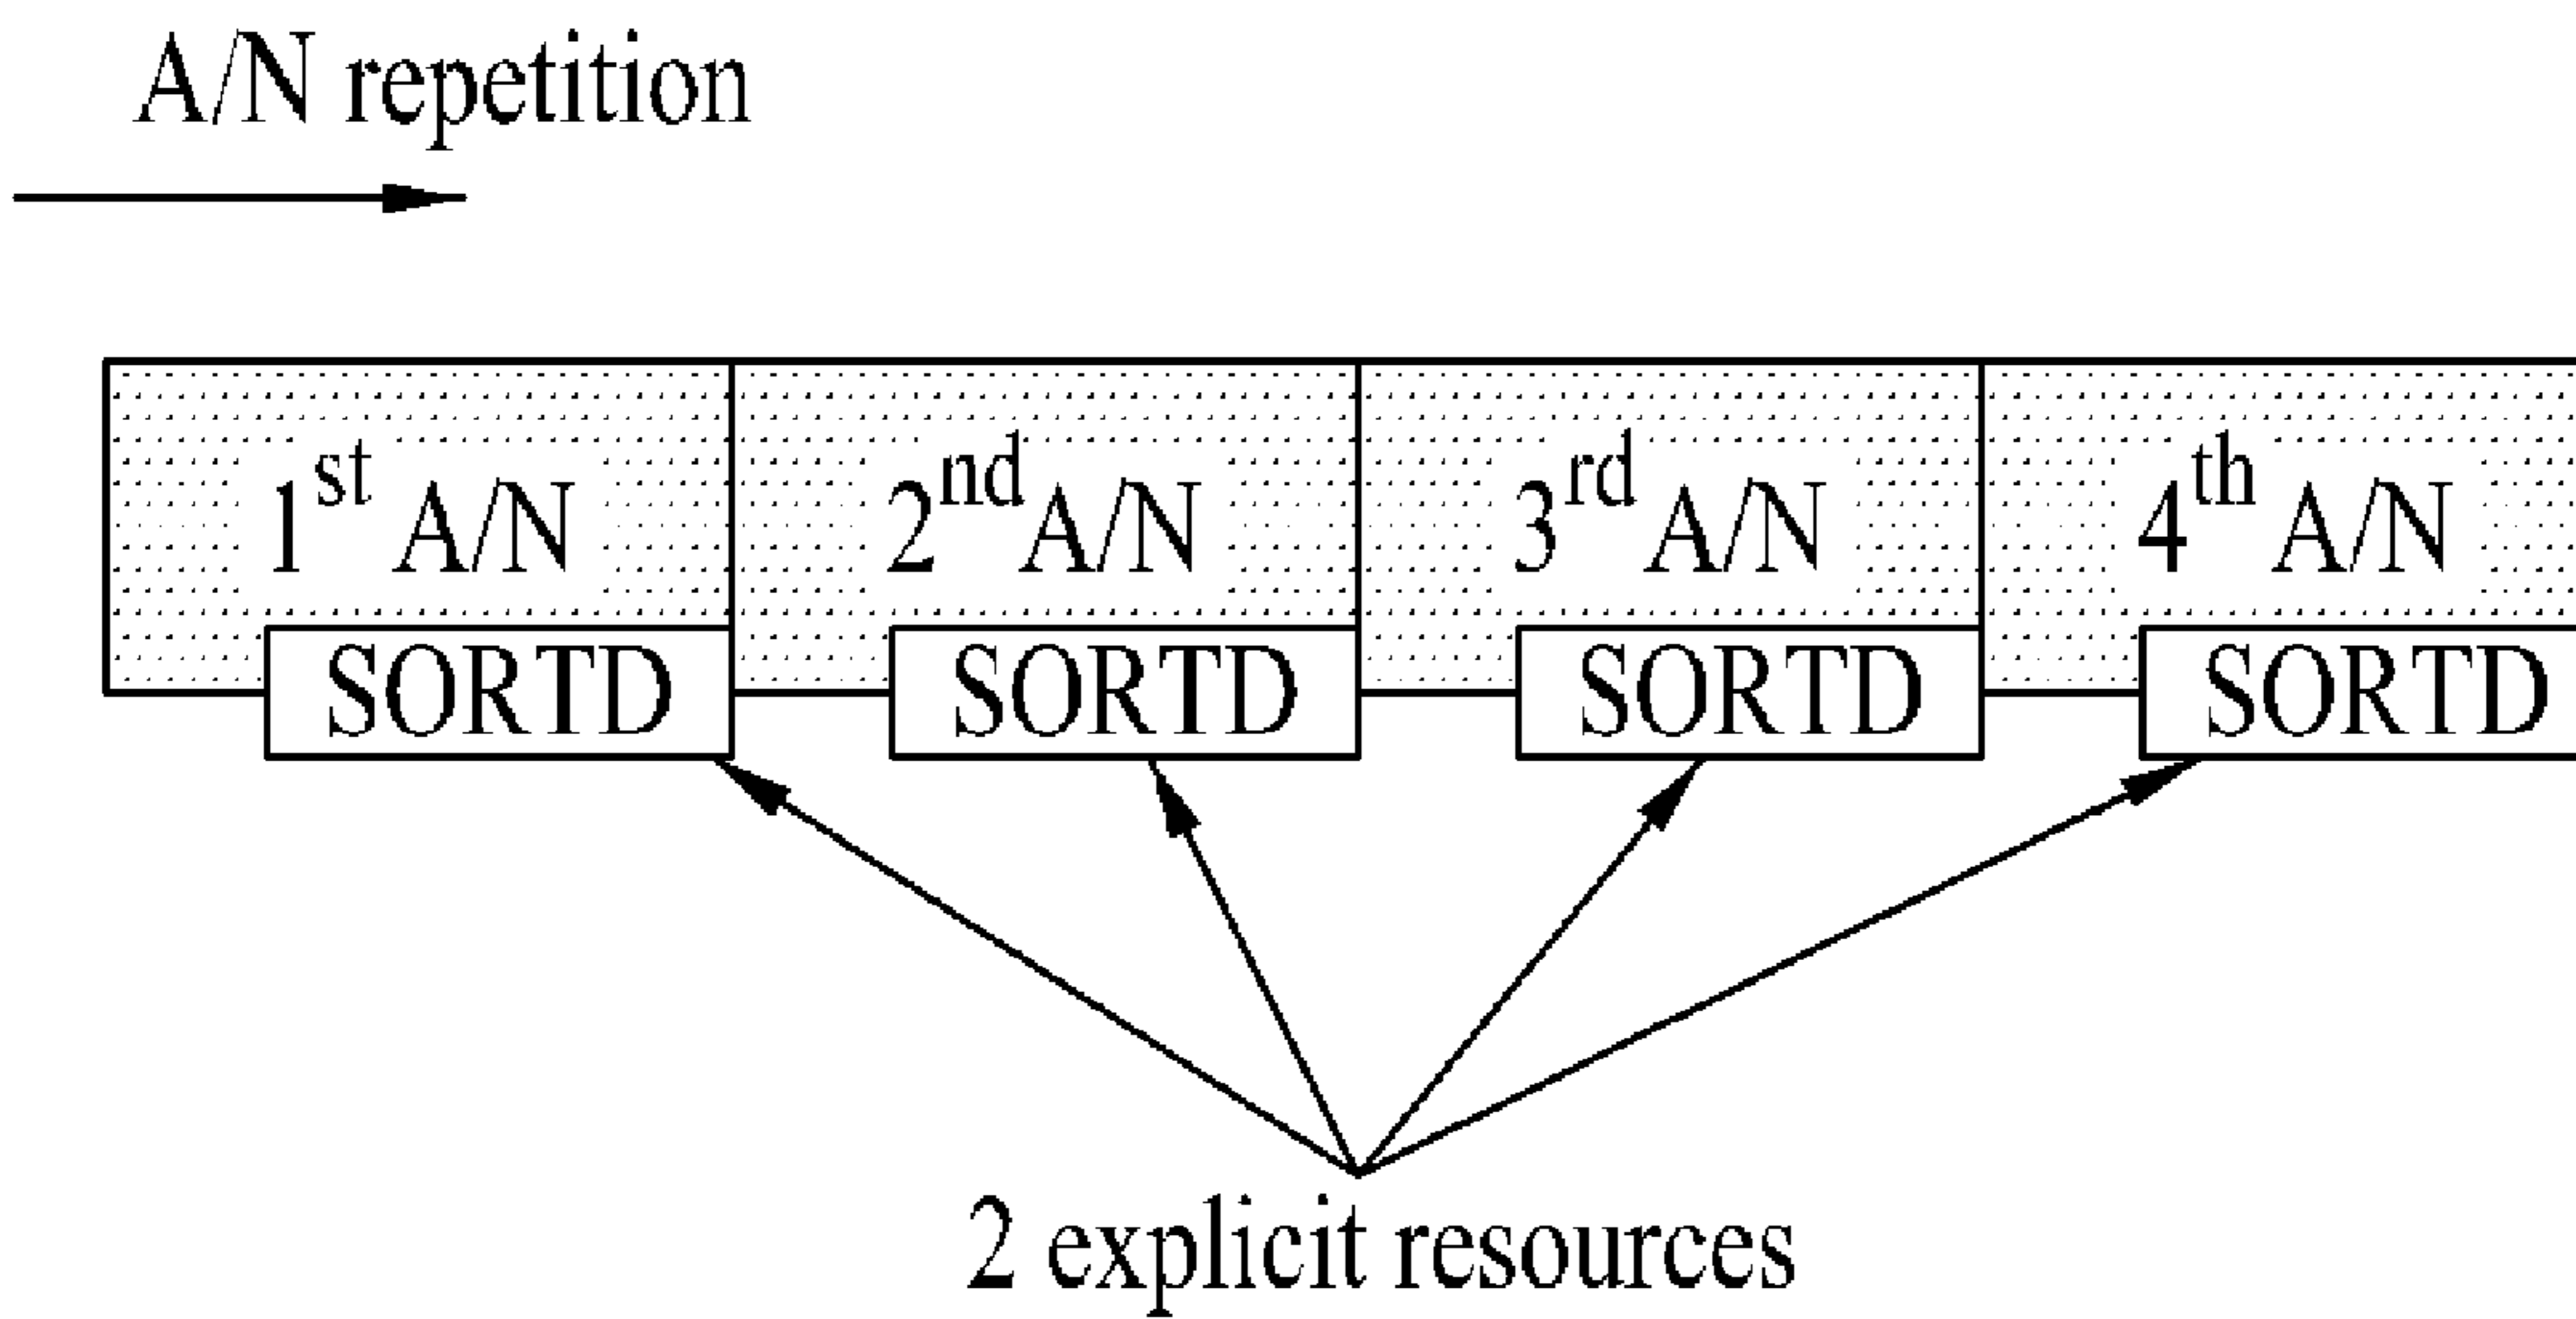 A/N repetition
1st A/N 2nd A/N 3rd A/N 4th A/N
SORTD SORTD SORTD SORTD
2 explicit resources